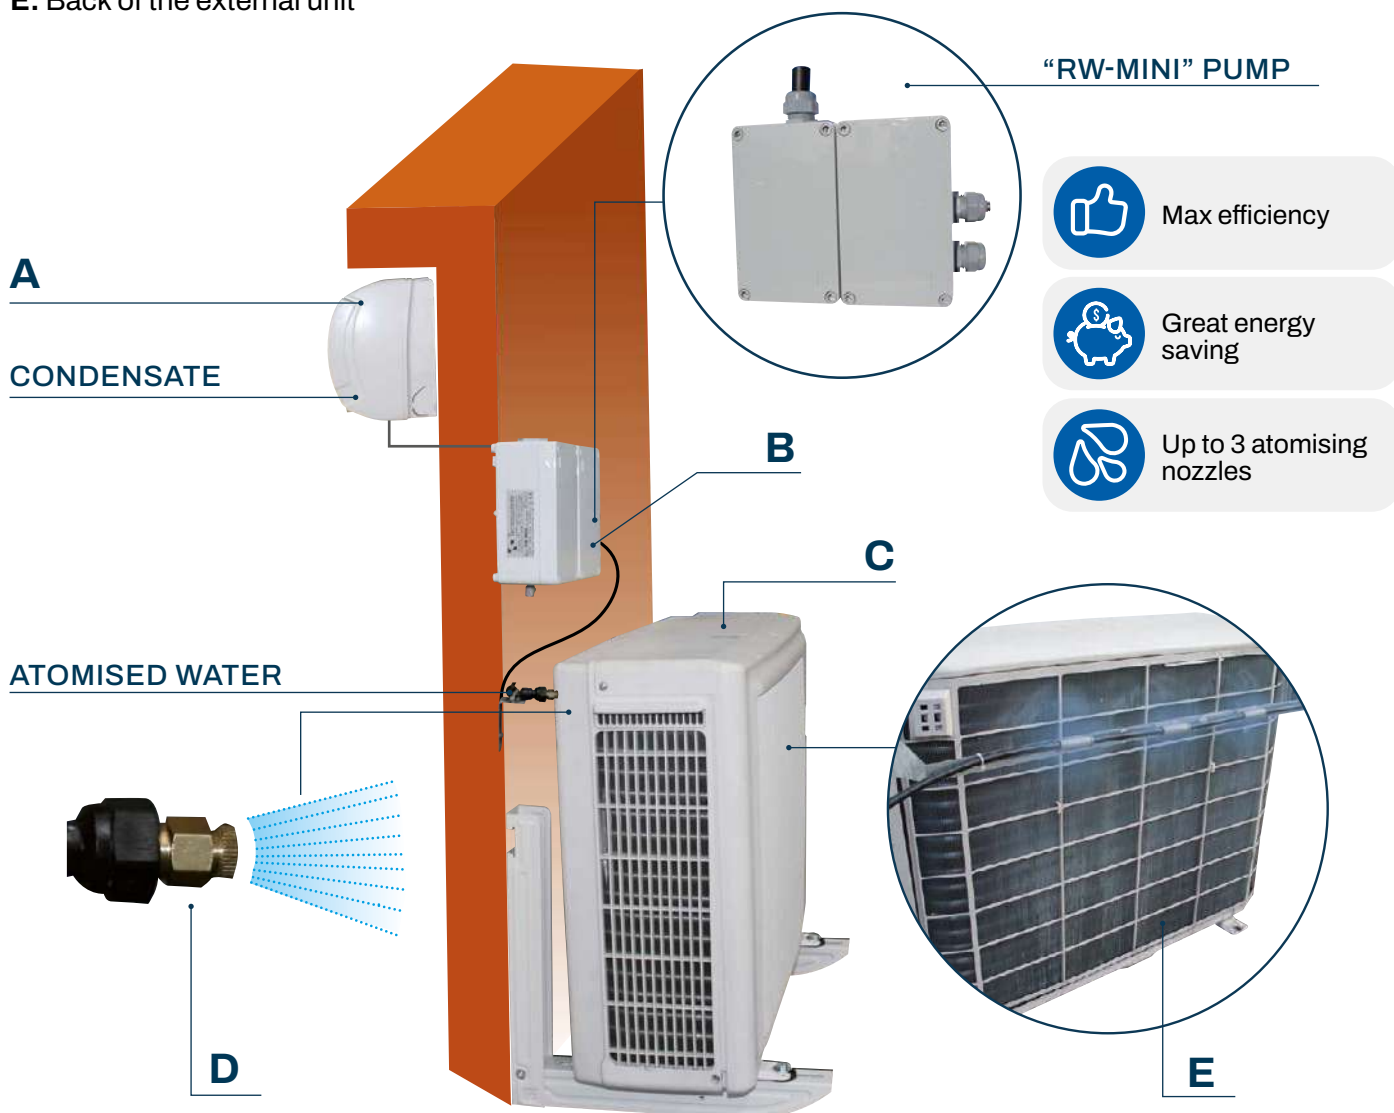 E. Back of the external unit
“RW-MINI” PUMP
Max efficiency
A
Great energy
saving
CONDENSATE
B
Up to 3 atomising
nozzles
C
ATOMISED WATER
D
E